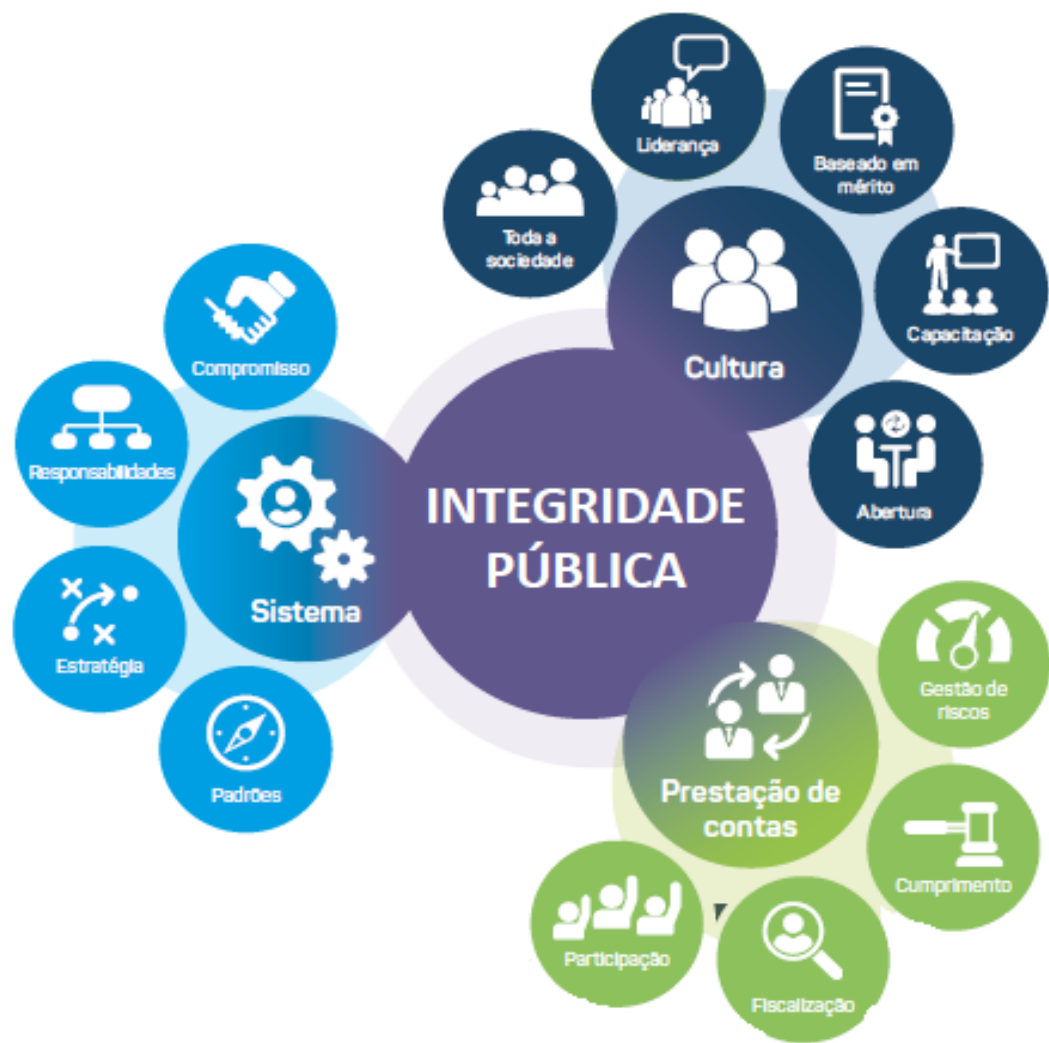 INTEGRIDADE
PÚBLICA
Sistema
Compromisso
Responsabilidades
Estratégia
Padrões
Cultura
Toda a
sociedade
Liderança
Baseado em
mérito
Capacitação
Abertura
Prestação de
contas
Gestão de
riscos
Cumprimento
Fiscalização
Participação